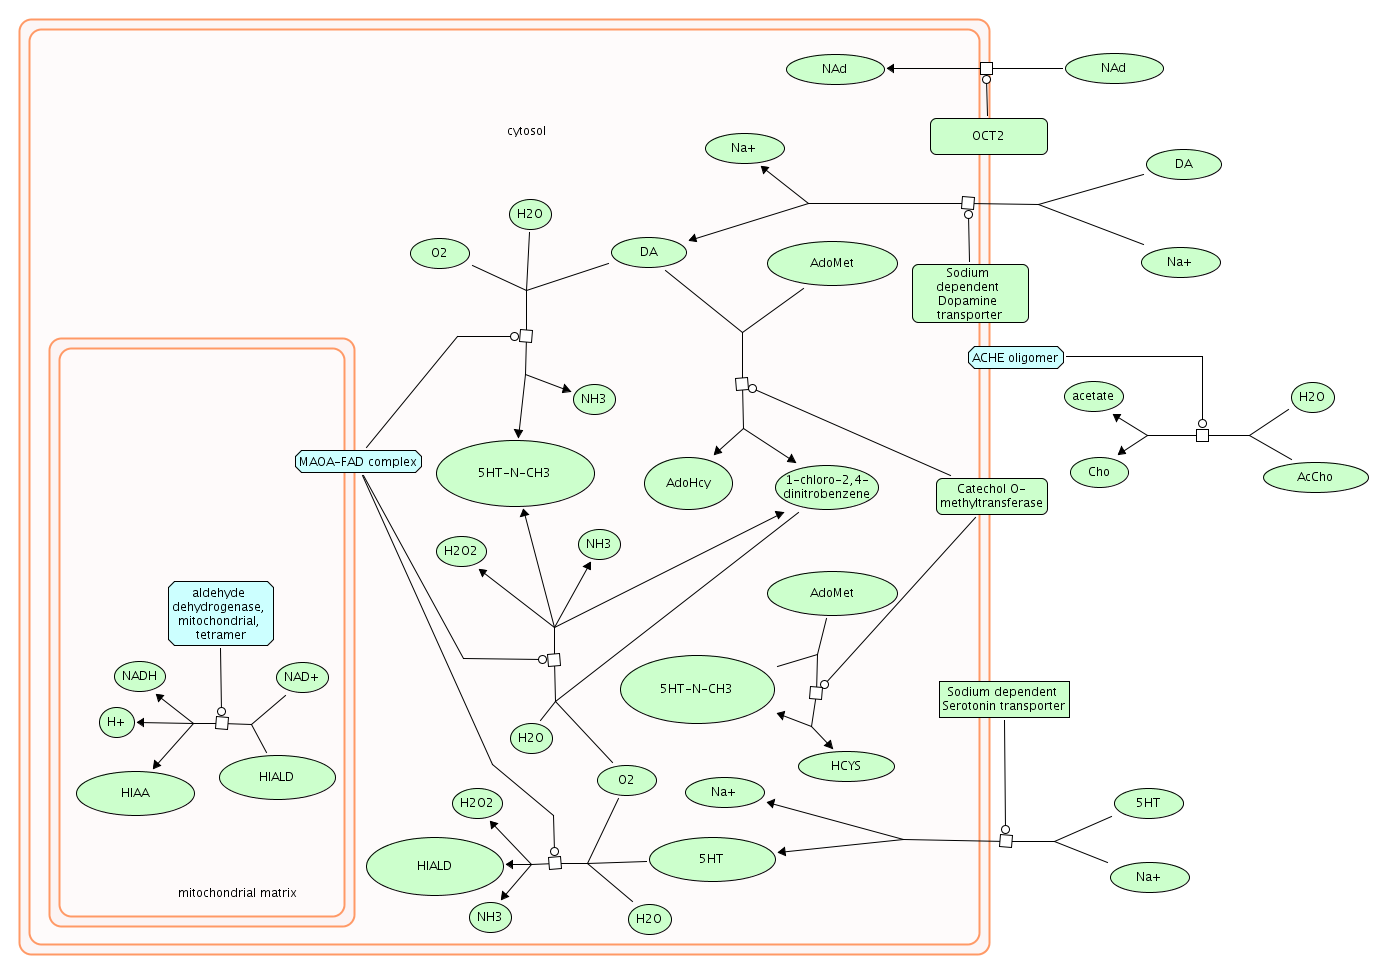 NAd
NAd
cytosol
OCT2
Na+
DA
H2O
O2
DA
AdoMet
Na+
Sodium
dependent
Dopamine
transporter
ACHE oligomer
acetate
H2O
NH3
MAOA-FAD complex
5HT-N-CH3
AdoHcy
1-chloro-2,4-
dinitrobenzene
Catechol O-
methyltransferase
Cho
AcCho
H2O2
NH3
aldehyde
dehydrogenase,
mitochondrial,
tetramer
AdoMet
NADH
NAD+
5HT-N-CH3
Sodium dependent
Serotonin transporter
H+
H2O
HIAA
HIALD
O2
HCYS
H2O2
Na+
5HT
HIALD
5HT
Na+
mitochondrial matrix
NH3
H2O